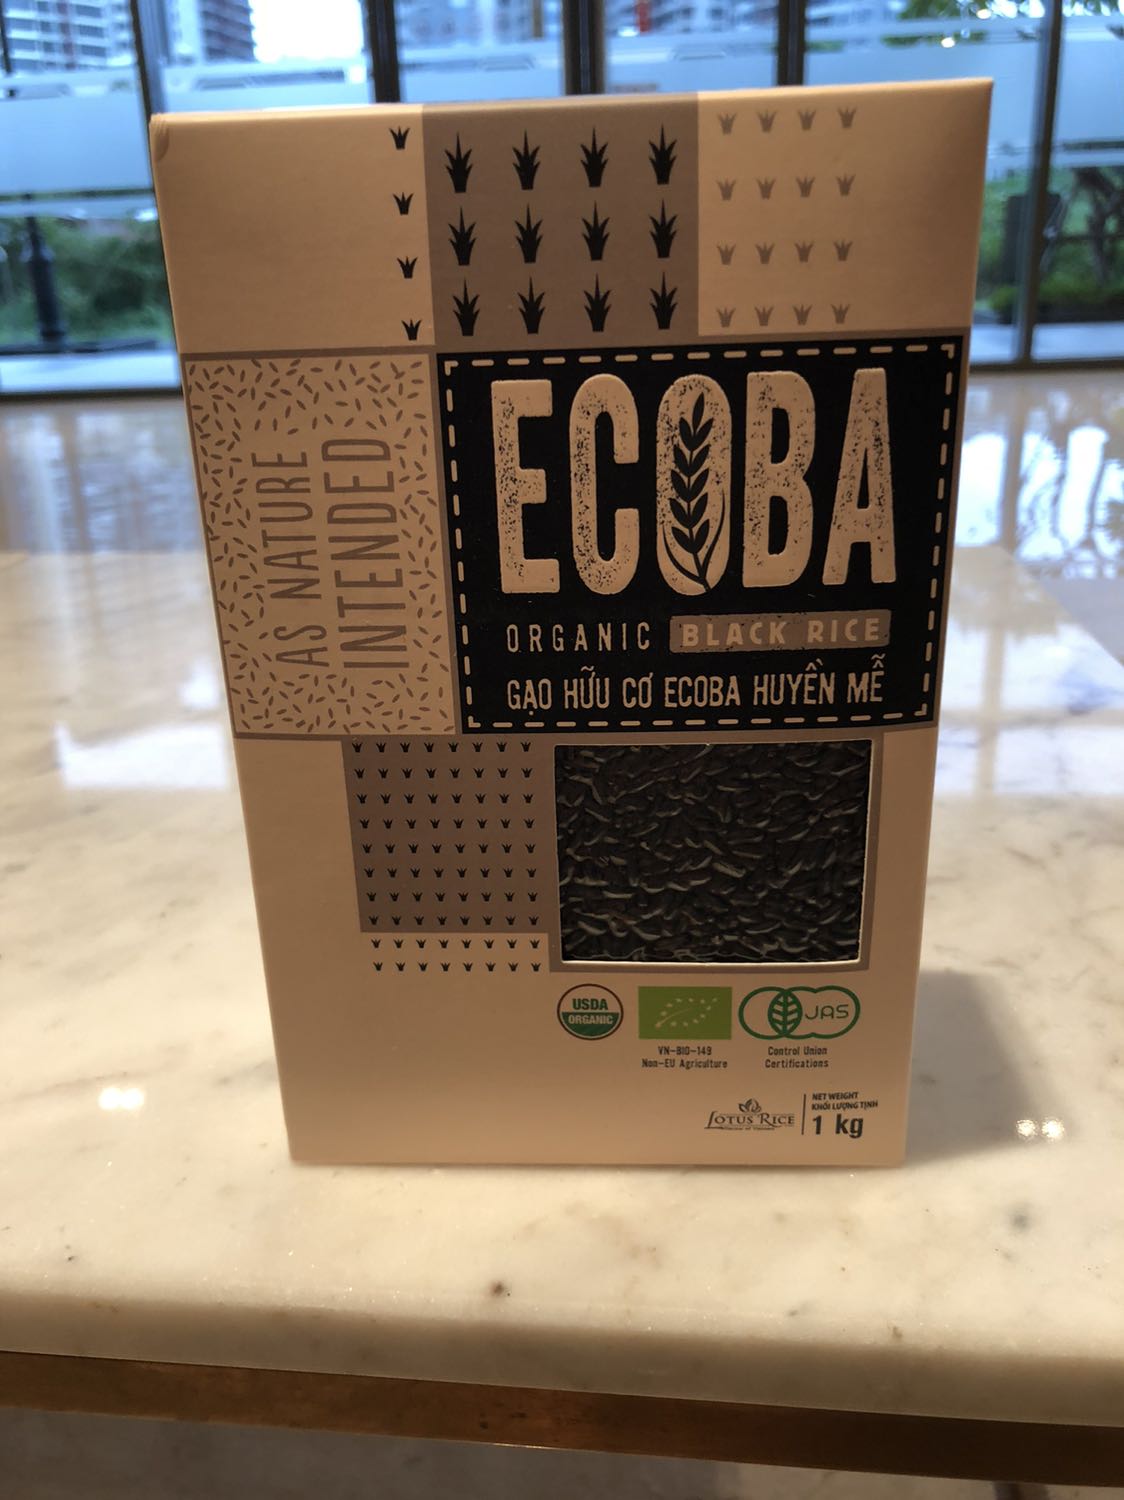 AS NATURE
INTENDED
ECOBA
ORGANIC BLACK RICE
GẠO HỮU CƠ ECOBA HUYỀN MỄ
USDA
ORGANIC
JAS
VN-BIO-149
Non-EU Agriculture
Control Union
Certifications
LOTUS RICE
NET WEIGHT
KHỐI LƯỢNG TỊNH
1 kg